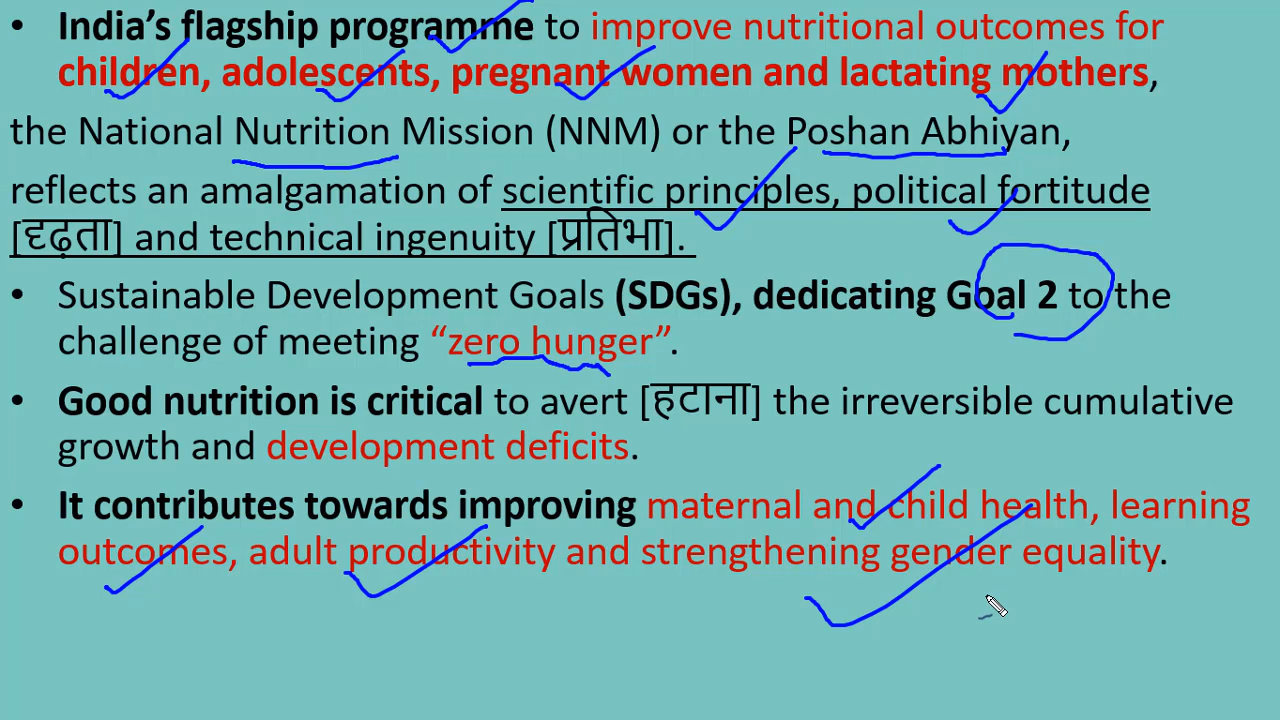 • India’s flagship programme to improve nutritional outcomes for
children, adolescents, pregnant women and lactating mothers,
the National Nutrition Mission (NNM) or the Poshan Abhiyan,
reflects an amalgamation of scientific principles, political fortitude
[दृढ़ता] and technical ingenuity [प्रतिभा].
• Sustainable Development Goals (SDGs), dedicating Goal 2 to the
challenge of meeting “zero hunger”.
• Good nutrition is critical to avert [हटाना] the irreversible cumulative
growth and development deficits.
• It contributes towards improving maternal and child health, learning
outcomes, adult productivity and strengthening gender equality.